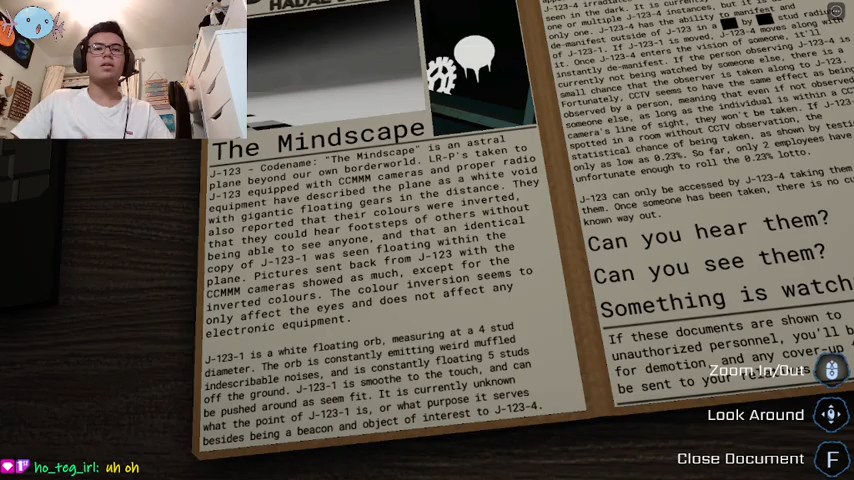 HADAL
The Mindscape
J-123 - Codename: "The Mindscape" is an astral
plane beyond our own borderworld. LR-P's taken to
J-123 equipped with CCMMM cameras and proper radio
equipment have described the plane as a white void
with gigantic floating gears in the distance. They
also reported that their colours were inverted,
that they could hear footsteps of others without
being able to see anyone, and that an identical
copy of J-123-1 was seen floating within the
plane. Pictures sent back from J-123 with the
CCMMM cameras showed as much, except for the
inverted colours. The colour inversion seems to
only affect the eyes and does not affect any
electronic equipment.
J-123-1 is a white floating orb, measuring at a 4 stud
diameter. The orb is constantly emitting weird muffled
indescribable noises, and is constantly floating 5 studs
off the ground. J-123-1 is smoothe to the touch, and can
be pushed around as seem fit. It is currently unknown
what the point of J-123-1 is, or what purpose it serves
besides being a beacon and object of interest to J-123-4.
J-123-4 irradiates
seen in the dark. It is currently
one or multiple J-123-4 instances, but it is
only one. J-123-4 has the ability to manifest and
de-manifest outside of J-123 in a by stud radius
of J-123-1. If J-123-1 is moved, J-123-4 moves along with
it. Once J-123-4 enters the vision of someone, it'll
instantly de-manifest. If the person observing J-123-4 is
currently not being watched by someone else, there is a
small chance that the observer is taken along to J-123.
Fortunately, CCTV seems to have the same effect as being
observed by a person, meaning that even if not observed
someone else, as long as the individual is within a CC
camera's line of sight, they won't be taken. If J-123-
spotted in a room without CCTV observation, the
statistical chance of being taken, as shown by testi
only as low as 0.23%. So far, only 2 employees have
unfortunate enough to roll the 0.23% lotto.
J-123 can only be accessed by J-123-4 taking them
them. Once someone has been taken, there is no cu
known way out.
Can you hear them?
Can you see them?
Something is watch
If these documents are shown to
unauthorized personnel, you'll b
for demotion, and any cover-up
be sent to your
Zoom In/Out
Look Around
Close Document
F
1st ho_teg_irl: uh oh